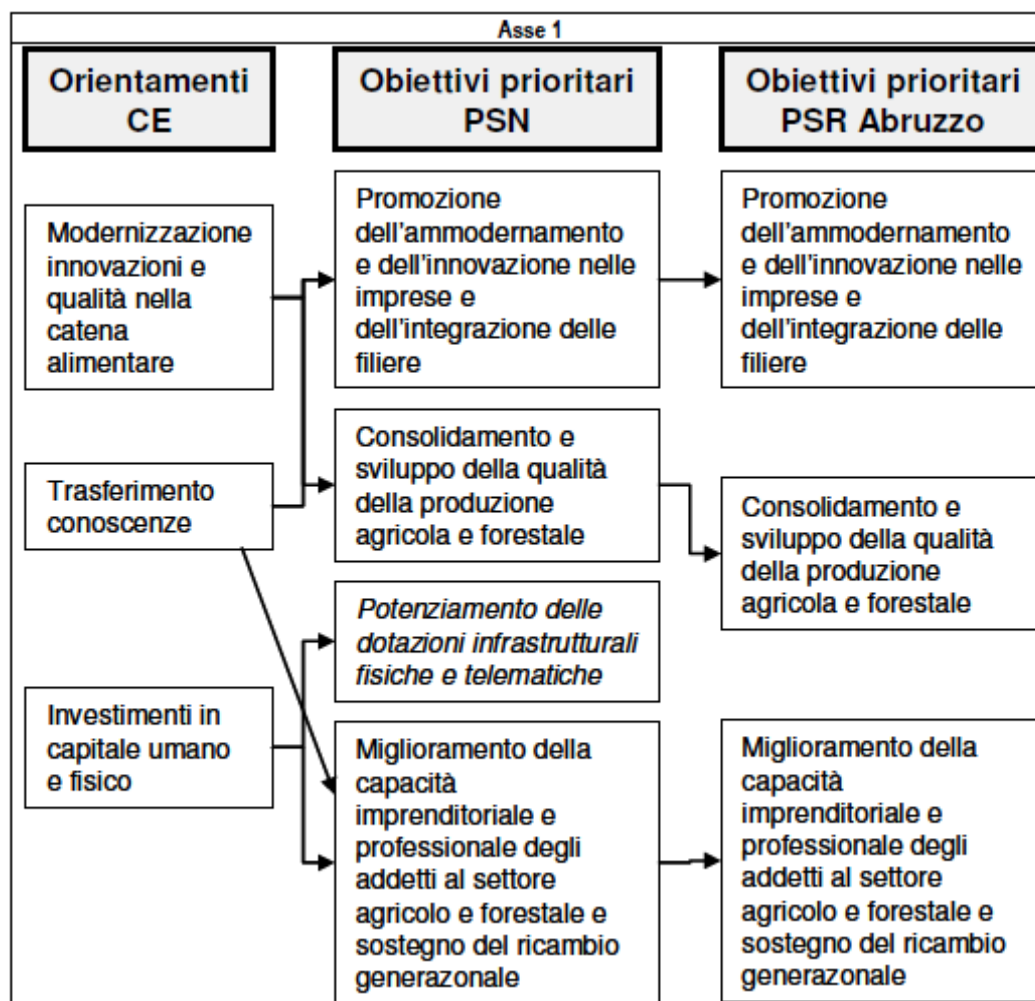 Asse 1
Orientamenti
CE
Obiettivi prioritari
PSN
Obiettivi prioritari
PSR Abruzzo
Modernizzazione
innovazioni e
qualità nella
catena
alimentare
Promozione
dell'ammodernamento
e dell'innovazione nelle
imprese e
dell'integrazione delle
filiere
Promozione
dell'ammodernamento
e dell'innovazione nelle
imprese e
dell'integrazione delle
filiere
Trasferimento
conoscenze
Consolidamento e
sviluppo della qualità
della produzione
agricola e forestale
Consolidamento e
sviluppo della qualità
della produzione
agricola e forestale
Potenziamento delle
dotazioni infrastrutturali
fisiche e telematiche
Investimenti in
capitale umano
e fisico
Miglioramento della
capacità
imprenditoriale e
professionale degli
addetti al settore
agricolo e forestale e
sostegno del ricambio
generazonale
Miglioramento della
capacità
imprenditoriale e
professionale degli
addetti al settore
agricolo e forestale e
sostegno del ricambio
generazonale